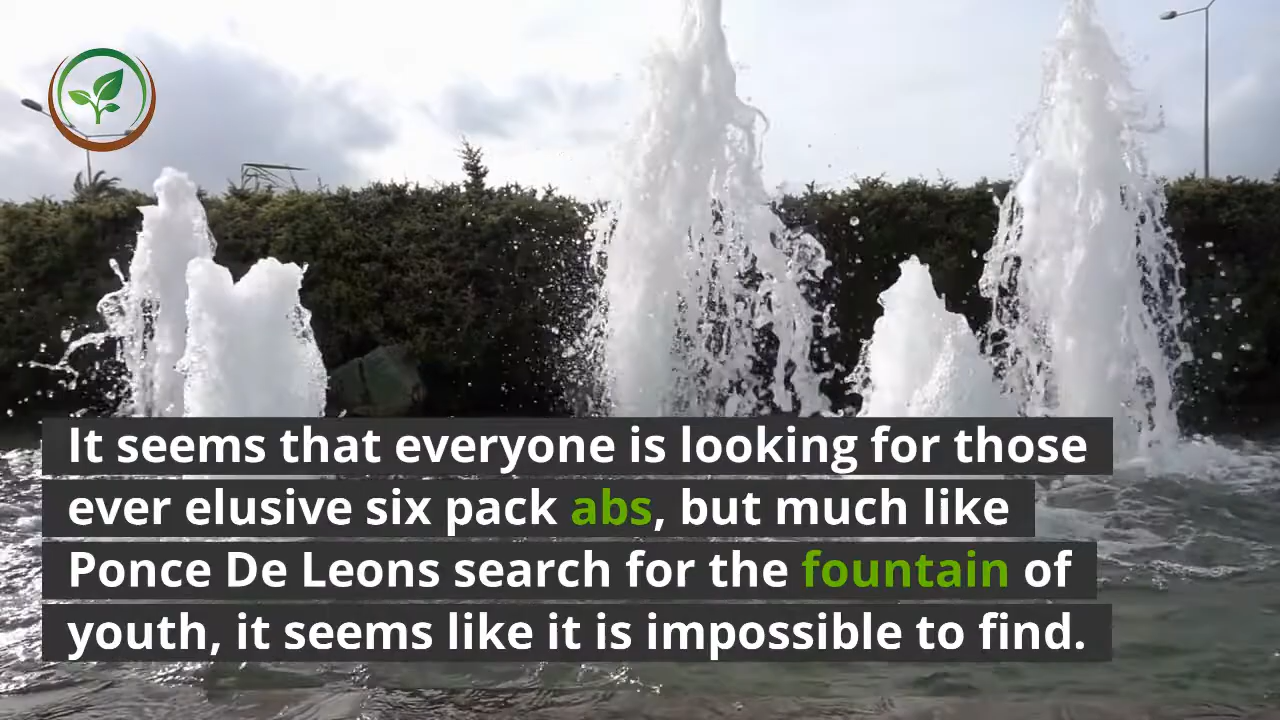 It seems that everyone is looking for those
ever elusive six pack abs, but much like
Ponce De Leons search for the fountain of
youth, it seems like it is impossible to find.